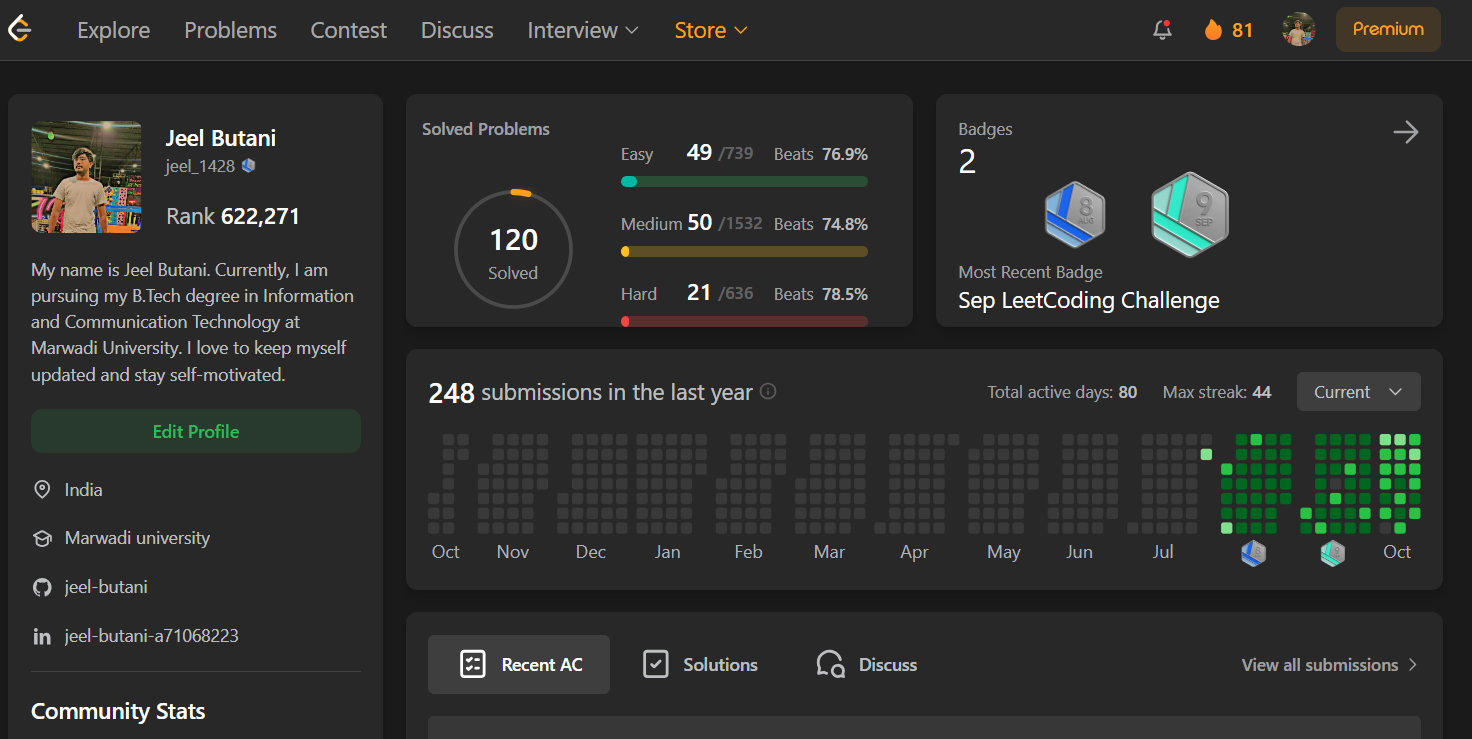 Explore Problems Contest Discuss Interview Store 81 Premium
Jeel Butani
jeel_1428
Rank 622,271
My name is Jeel Butani. Currently, I am
pursuing my B.Tech degree in Information
and Communication Technology at
Marwadi University. I love to keep myself
updated and stay self-motivated.
Edit Profile
India
Marwadi university
jeel-butani
jeel-butani-a71068223
Community Stats
Solved Problems
120
Solved
Easy 49 /739 Beats 76.9%
Medium 50 /1532 Beats 74.8%
Hard 21 /636 Beats 78.5%
Badges
2
8
AUG
9
SEP
Most Recent Badge
Sep LeetCoding Challenge
248 submissions in the last year
Total active days: 80 Max streak: 44 Current
Oct Nov Dec Jan Feb Mar Apr May Jun Jul Oct
Recent AC Solutions Discuss View all submissions